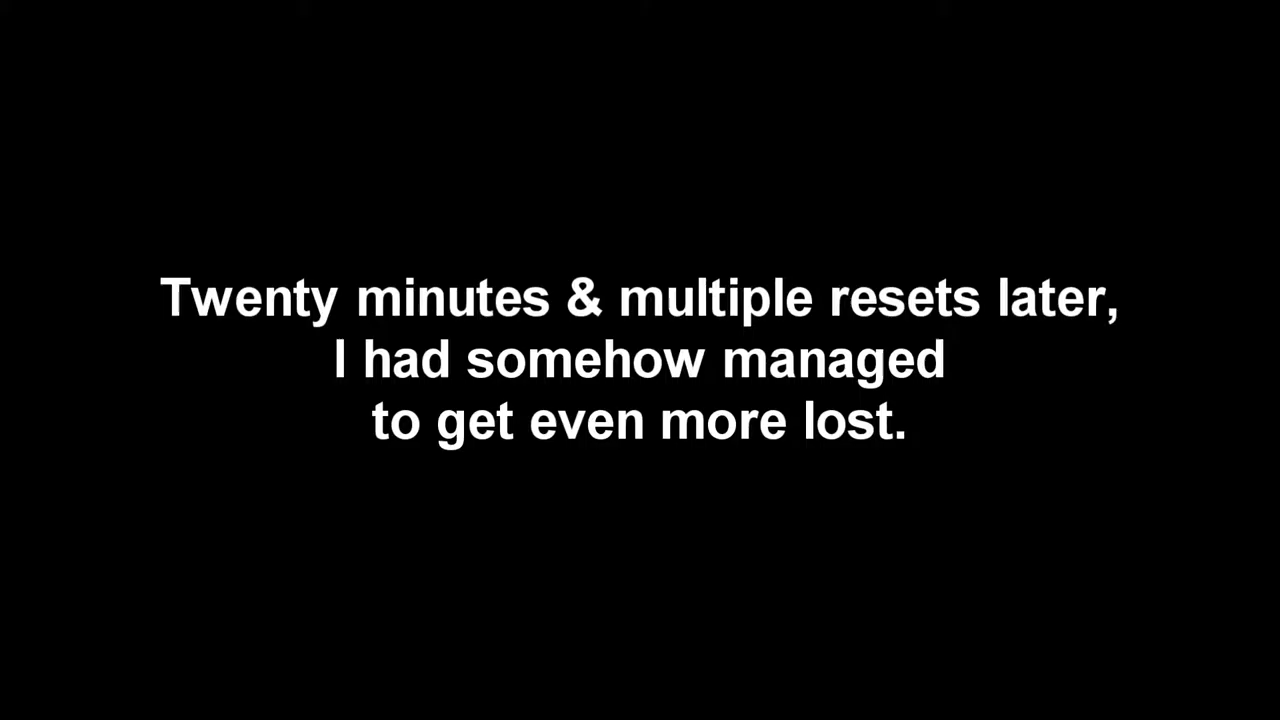 Twenty minutes & multiple resets later,
I had somehow managed
to get even more lost.